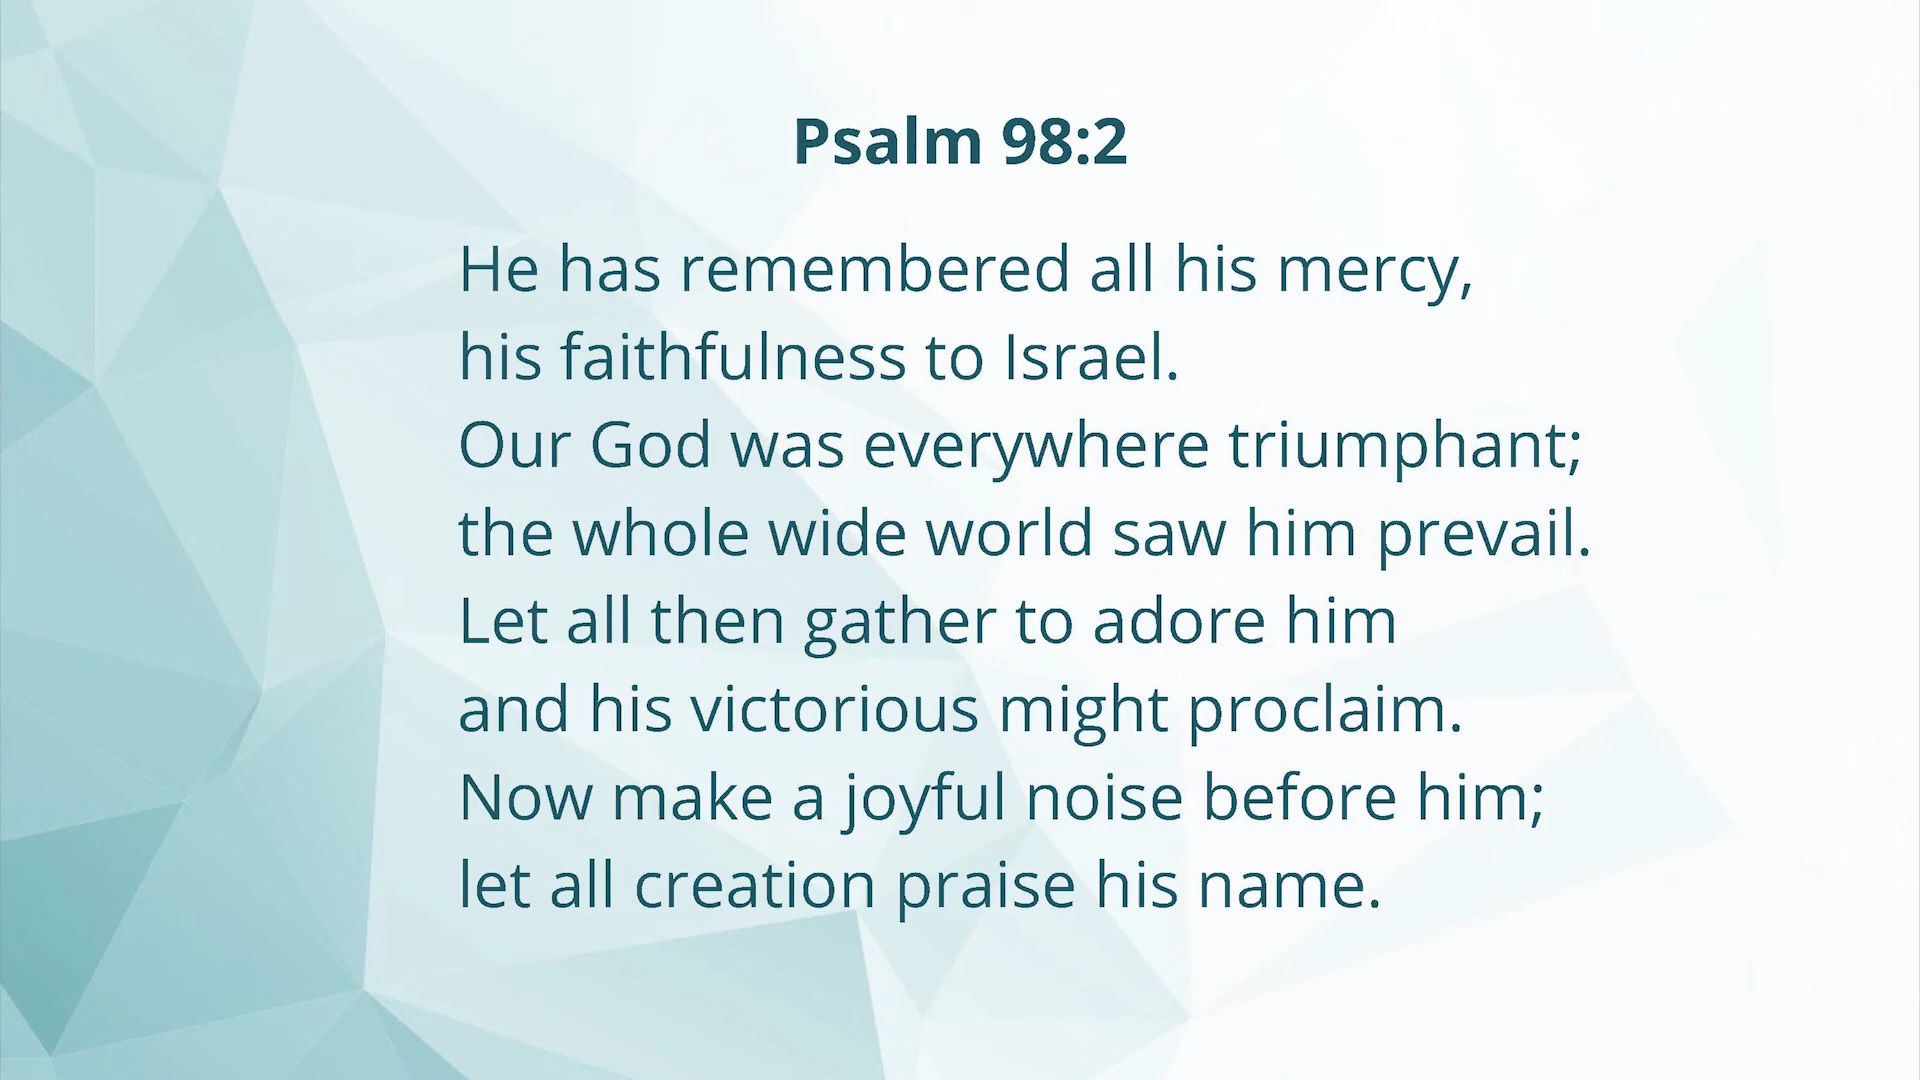 Psalm 98:2
He has remembered all his mercy,
his faithfulness to Israel.
Our God was everywhere triumphant;
the whole wide world saw him prevail.
Let all then gather to adore him
and his victorious might proclaim.
Now make a joyful noise before him;
let all creation praise his name.